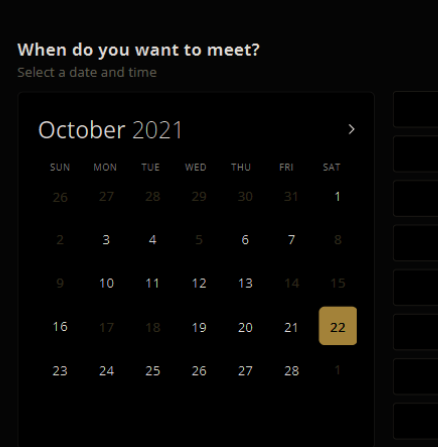 When do you want to meet?
Select a date and time
October 2021 >
SUN MON TUE WED THU FRI SAT
26 27 28 29 30 31 1
2 3 4 5 6 7 8
9 10 11 12 13 14 15
16 17 18 19 20 21 22
23 24 25 26 27 28 1